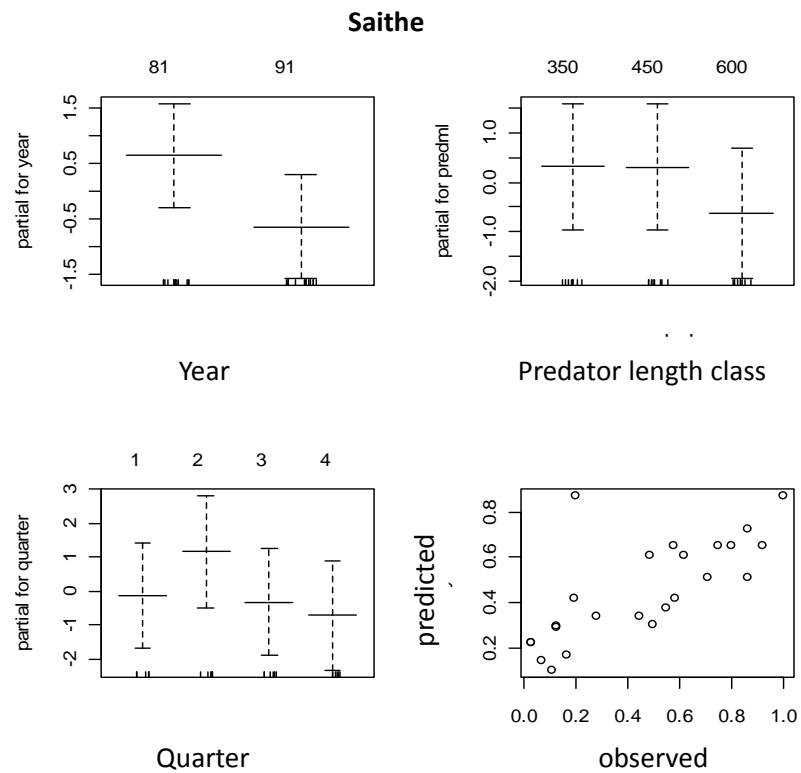 Saithe
81 91
partial for year
1.5
0.5
-0.5
-1.5
Year
350 450 600
partial for predml
1.0
0.0
-1.0
-2.0
Predator length class
1 2 3 4
partial for quarter
3
2
1
0
-1
-2
Quarter
predicted
0.8
0.6
0.4
0.2
0.0 0.2 0.4 0.6 0.8 1.0
observed